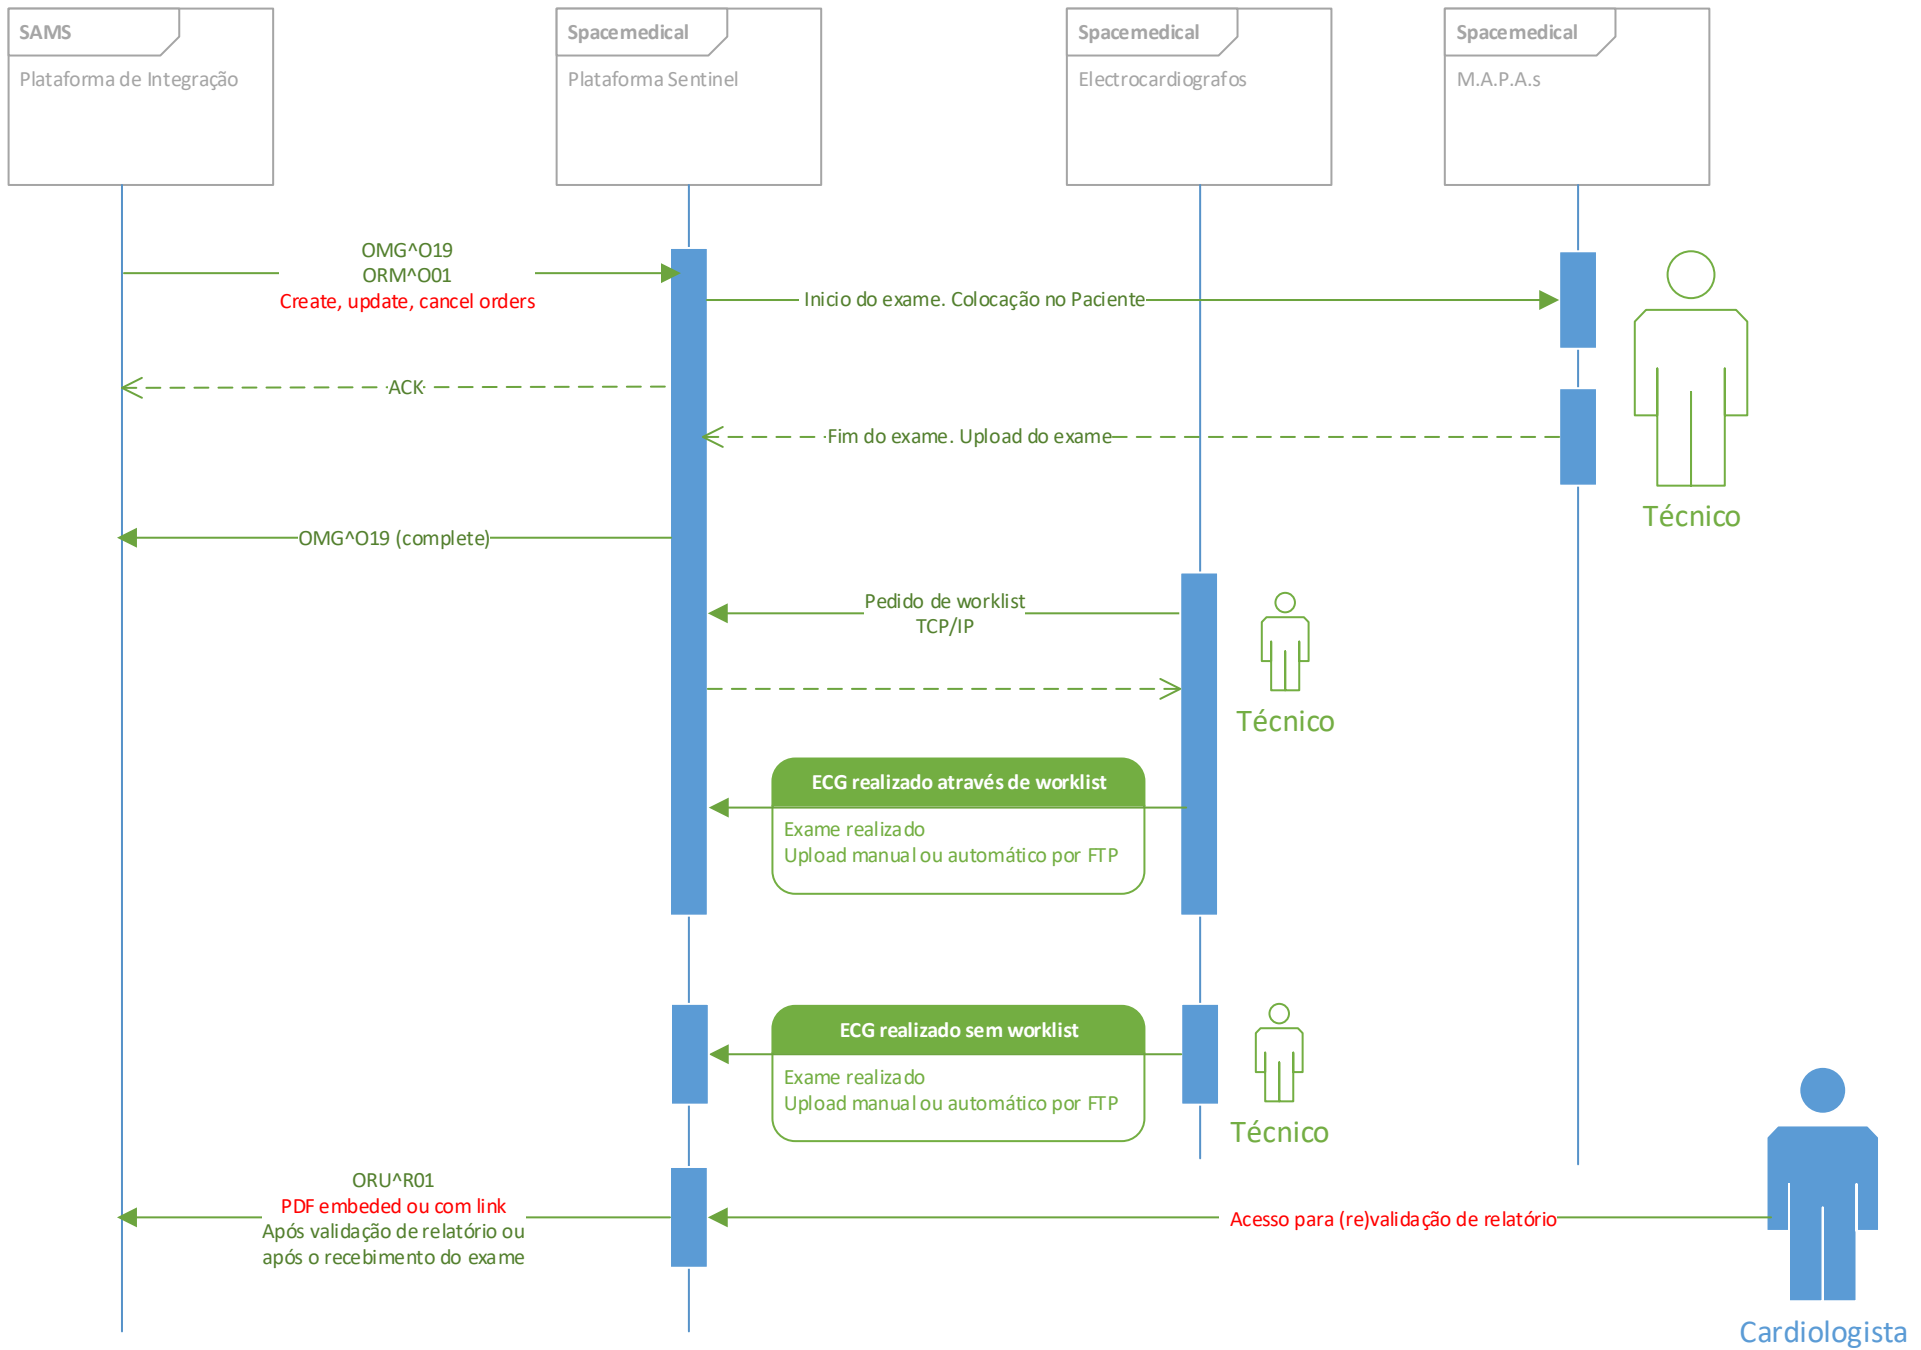 SAMS
Plataforma de Integração
Spacemedical
Plataforma Sentinel
Spacemedical
Electrocardiografos
Spacemedical
M.A.P.A.s
OMG^O19
ORM^O01
Create, update, cancel orders
Inicio do exame. Colocação no Paciente
ACK
Fim do exame. Upload do exame
Técnico
OMG^O19 (complete)
Pedido de worklist
TCP/IP
Técnico
ECG realizado através de worklist
Exame realizado
Upload manual ou automático por FTP
ECG realizado sem worklist
Exame realizado
Upload manual ou automático por FTP
Técnico
ORU^R01
PDF embeded ou com link
Após validação de relatório ou
após o recebimento do exame
Acesso para (re)validação de relatório
Cardiologista